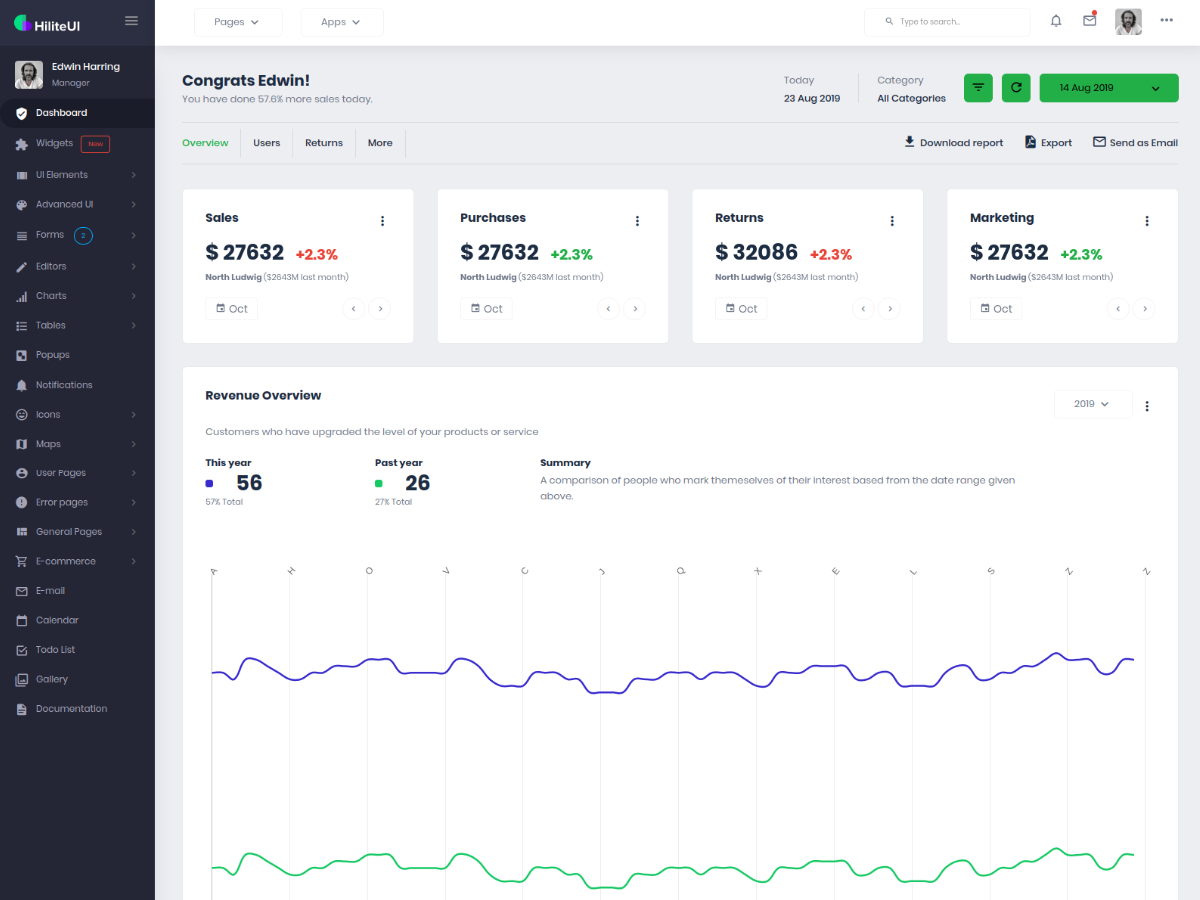 HiliteUI
Pages
Apps
Type to search..
Edwin Harring
Manager
Dashboard
Widgets New
UI Elements
Advanced UI
Forms 2
Editors
Charts
Tables
Popups
Notifications
Icons
Maps
User Pages
Error pages
General Pages
E-commerce
E-mail
Calendar
Todo List
Gallery
Documentation
Congrats Edwin!
You have done 57.6% more sales today.
Today
23 Aug 2019
Category
All Categories
14 Aug 2019
Overview Users Returns More
Download report Export Send as Email
Sales
$ 27632 +2.3%
North Ludwig ($2643M last month)
Oct
Purchases
$ 27632 +2.3%
North Ludwig ($2643M last month)
Oct
Returns
$ 32086 +2.3%
North Ludwig ($2643M last month)
Oct
Marketing
$ 27632 +2.3%
North Ludwig ($2643M last month)
Oct
Revenue Overview
2019
Customers who have upgraded the level of your products or service
This year
56
57% Total
Past year
26
27% Total
Summary
A comparison of people who mark themeselves of their interest based from the date range given
above.
A H O V C J Q X E L S Z Z